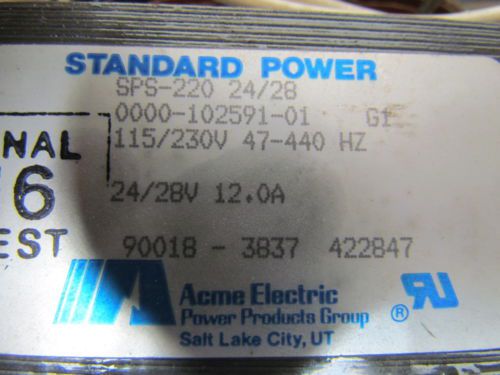 STANDARD POWER
SPS-220 24/28
0000-102591-01 G1
115/230V 47-440 HZ
NAL
6
24/28V 12.0A
EST
90018 - 3837 422847
Acme Electric
Power Products Group ®
Salt Lake City, UT